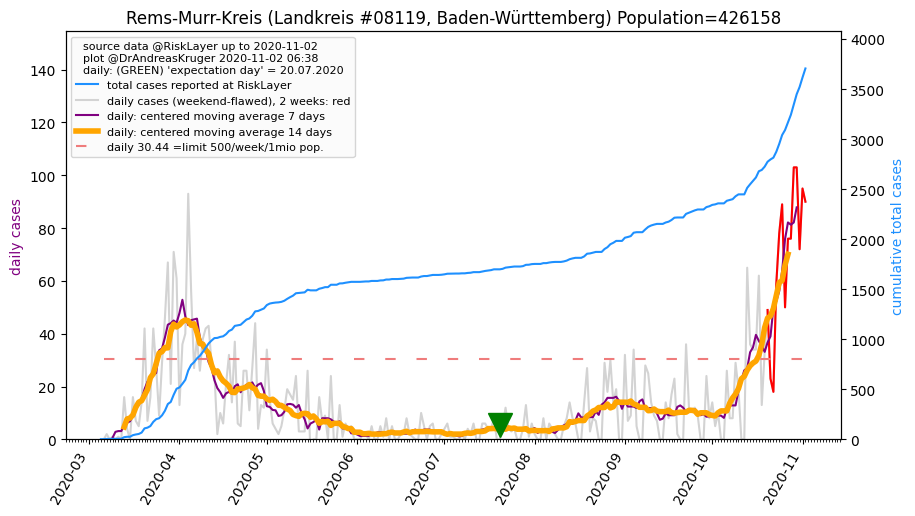 Rems-Murr-Kreis (Landkreis #08119, Baden-Württemberg) Population=426158
source data @RiskLayer up to 2020-11-02
plot @DrAndreasKruger 2020-11-02 06:38
daily: (GREEN) 'expectation day' = 20.07.2020
total cases reported at RiskLayer
daily cases (weekend-flawed), 2 weeks: red
daily: centered moving average 7 days
daily: centered moving average 14 days
daily 30.44 =limit 500/week/1mio pop.
daily cases
0
20
40
60
80
100
120
140
cumulative total cases
0
500
1000
1500
2000
2500
3000
3500
4000
2020-03
2020-04
2020-05
2020-06
2020-07
2020-08
2020-09
2020-10
2020-11